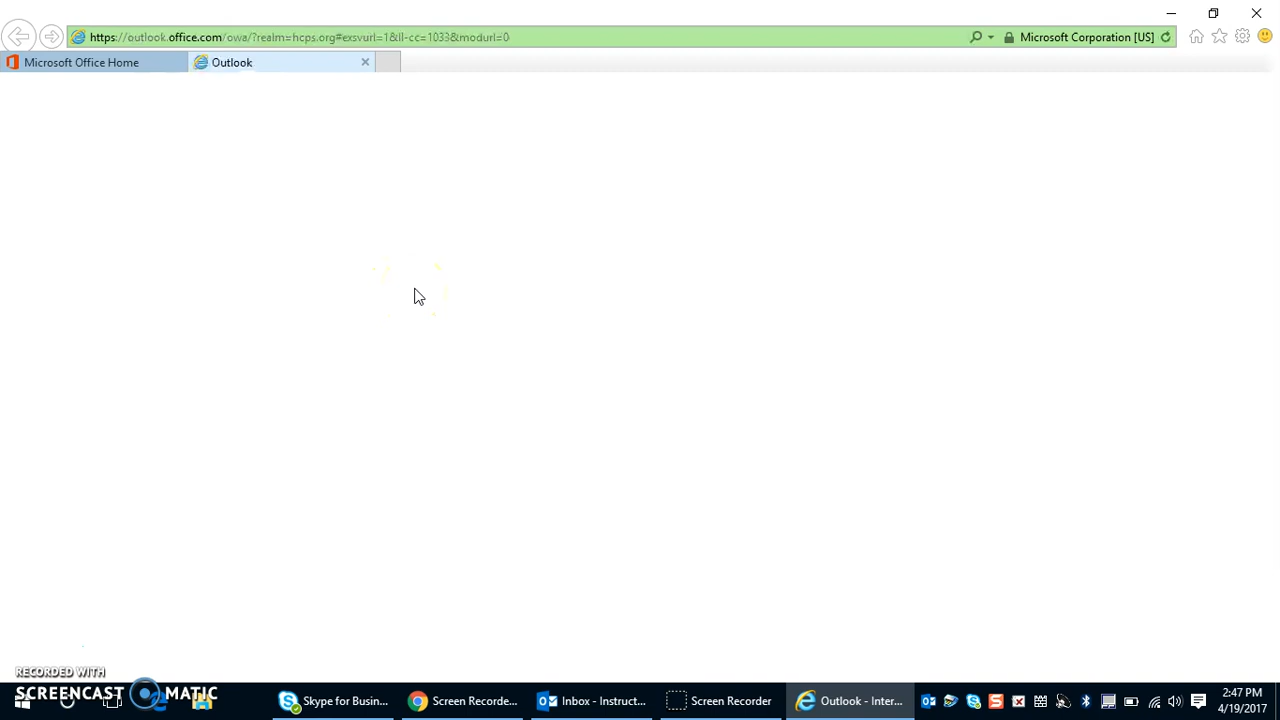 https://outlook.office.com/owa/?realm=hcps.org#exsvurl=1&ll-cc=1033&modurl=0
Microsoft Corporation [US]
Microsoft Office Home
Outlook
RECORDED WITH
SCREENCAST MATIC
Skype for Busin...
Screen Recorde...
Inbox - Instruct...
Screen Recorder
Outlook - Inter...
2:47 PM
4/19/2017